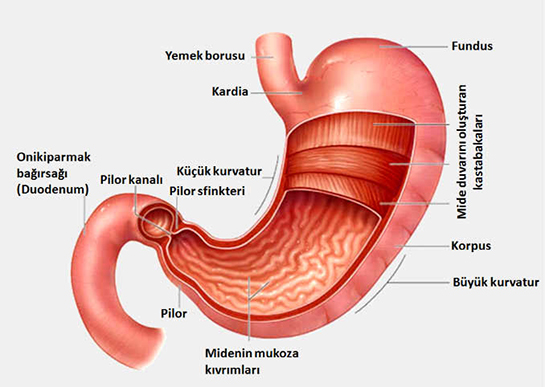 Yemek borusu
Fundus
Kardia
Mide duvarını oluşturan
kastabakaları
Onikiparmak
bağırsağı
(Duodenum)
Pilor kanalı
Küçük kurvatur
Pilor sfinkteri
Korpus
Büyük kurvatur
Pilor
Midenin mukoza
kıvrımları